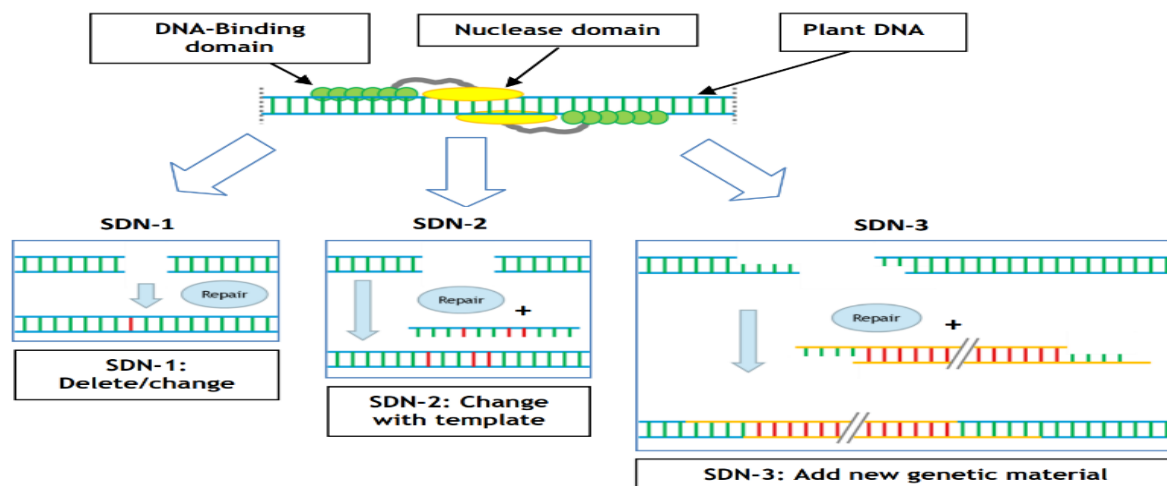 DNA-Binding
domain
Nuclease domain
Plant DNA
SDN-1
SDN-2
SDN-3
Repair
Repair
+
Repair
+
SDN-1:
Delete/change
SDN-2: Change
with template
SDN-3: Add new genetic material